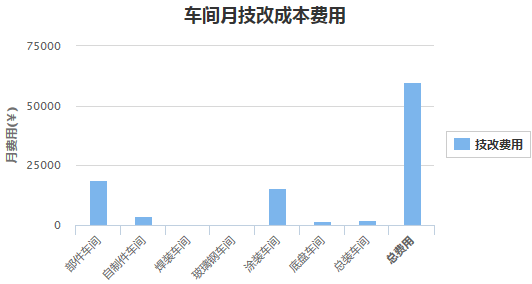 车间月技改成本费用
75000
50000
25000
0
月费用(¥)
技改费用
部件车间
自制件车间
焊装车间
玻璃钢车间
涂装车间
底盘车间
总装车间
总费用